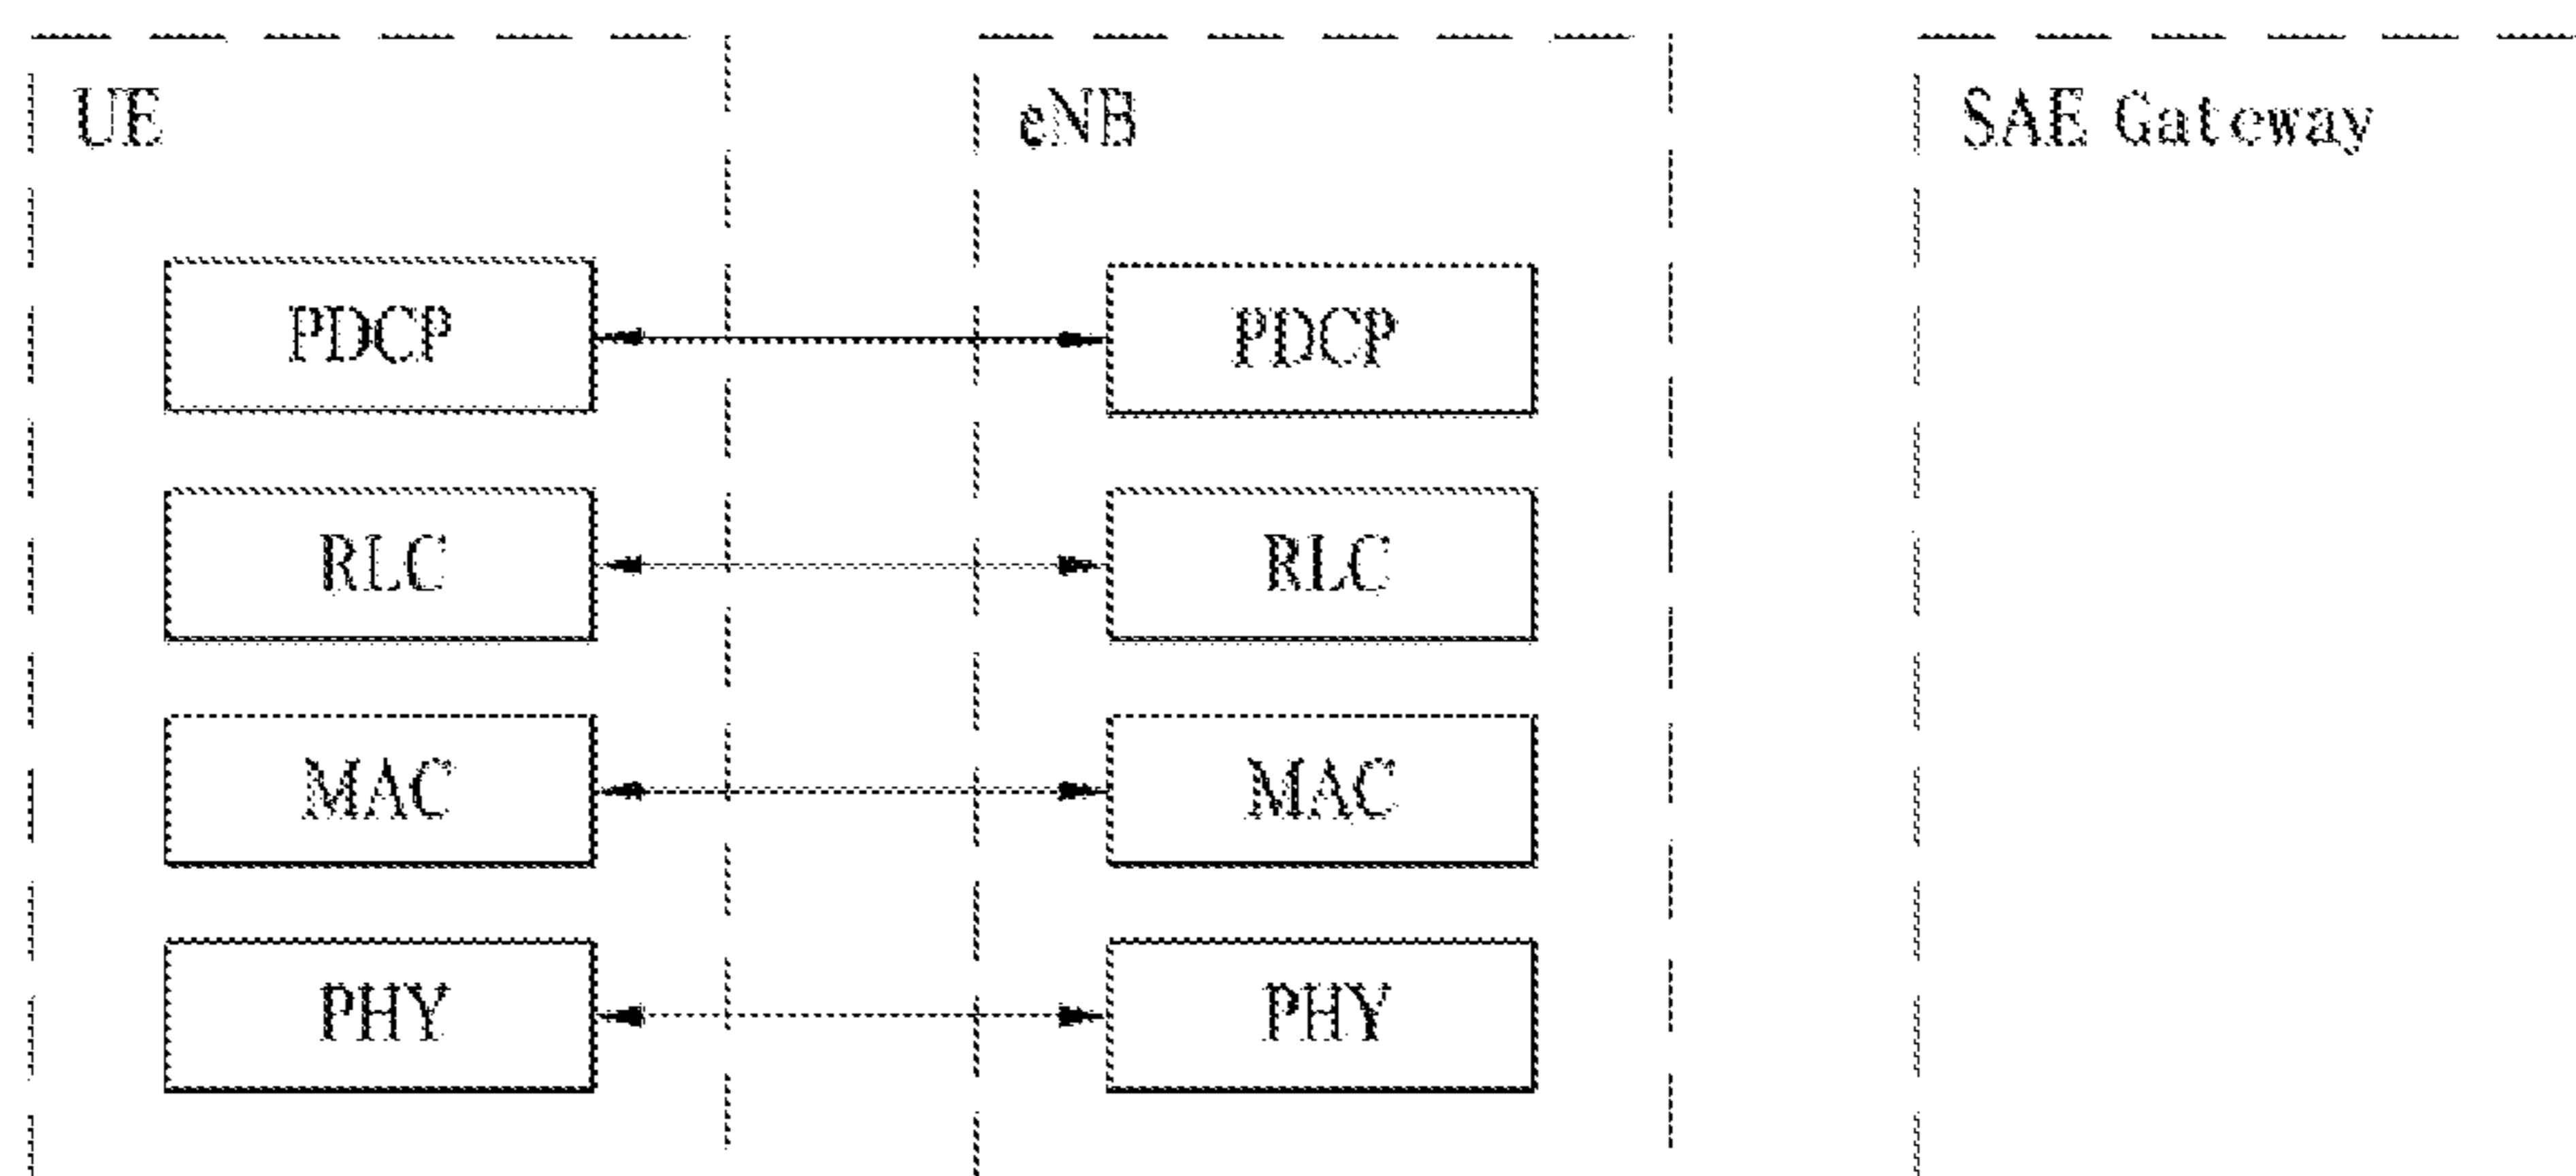 UE
eNB
SAE Gateway
PDCP
PDCP
RLC
RLC
MAC
MAC
PHY
PHY